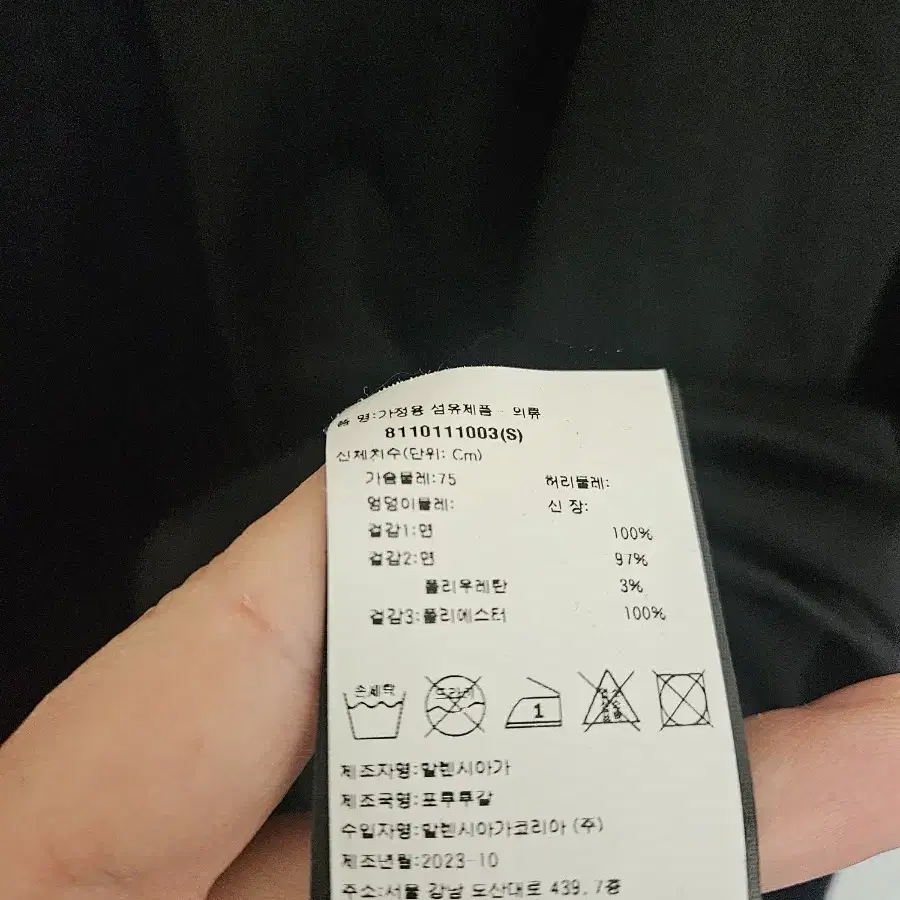 품 명:가정용 섬유제품 - 의류
8110111003(S)
신체치수(단위: Cm)
가슴둘레:75 허리둘레:
엉덩이둘레: 신 장:
겉감1:면 100%
겉감2:면 97%
폴리우레탄 3%
겉감3:폴리에스터 100%
손세탁 드라이 1
제조자명:발렌시아가
제조국명:포루투갈
수입자명:발렌시아가코리아 (주)
제조년월:2023-10
주소:서울 강남 도산대로 439, 7층